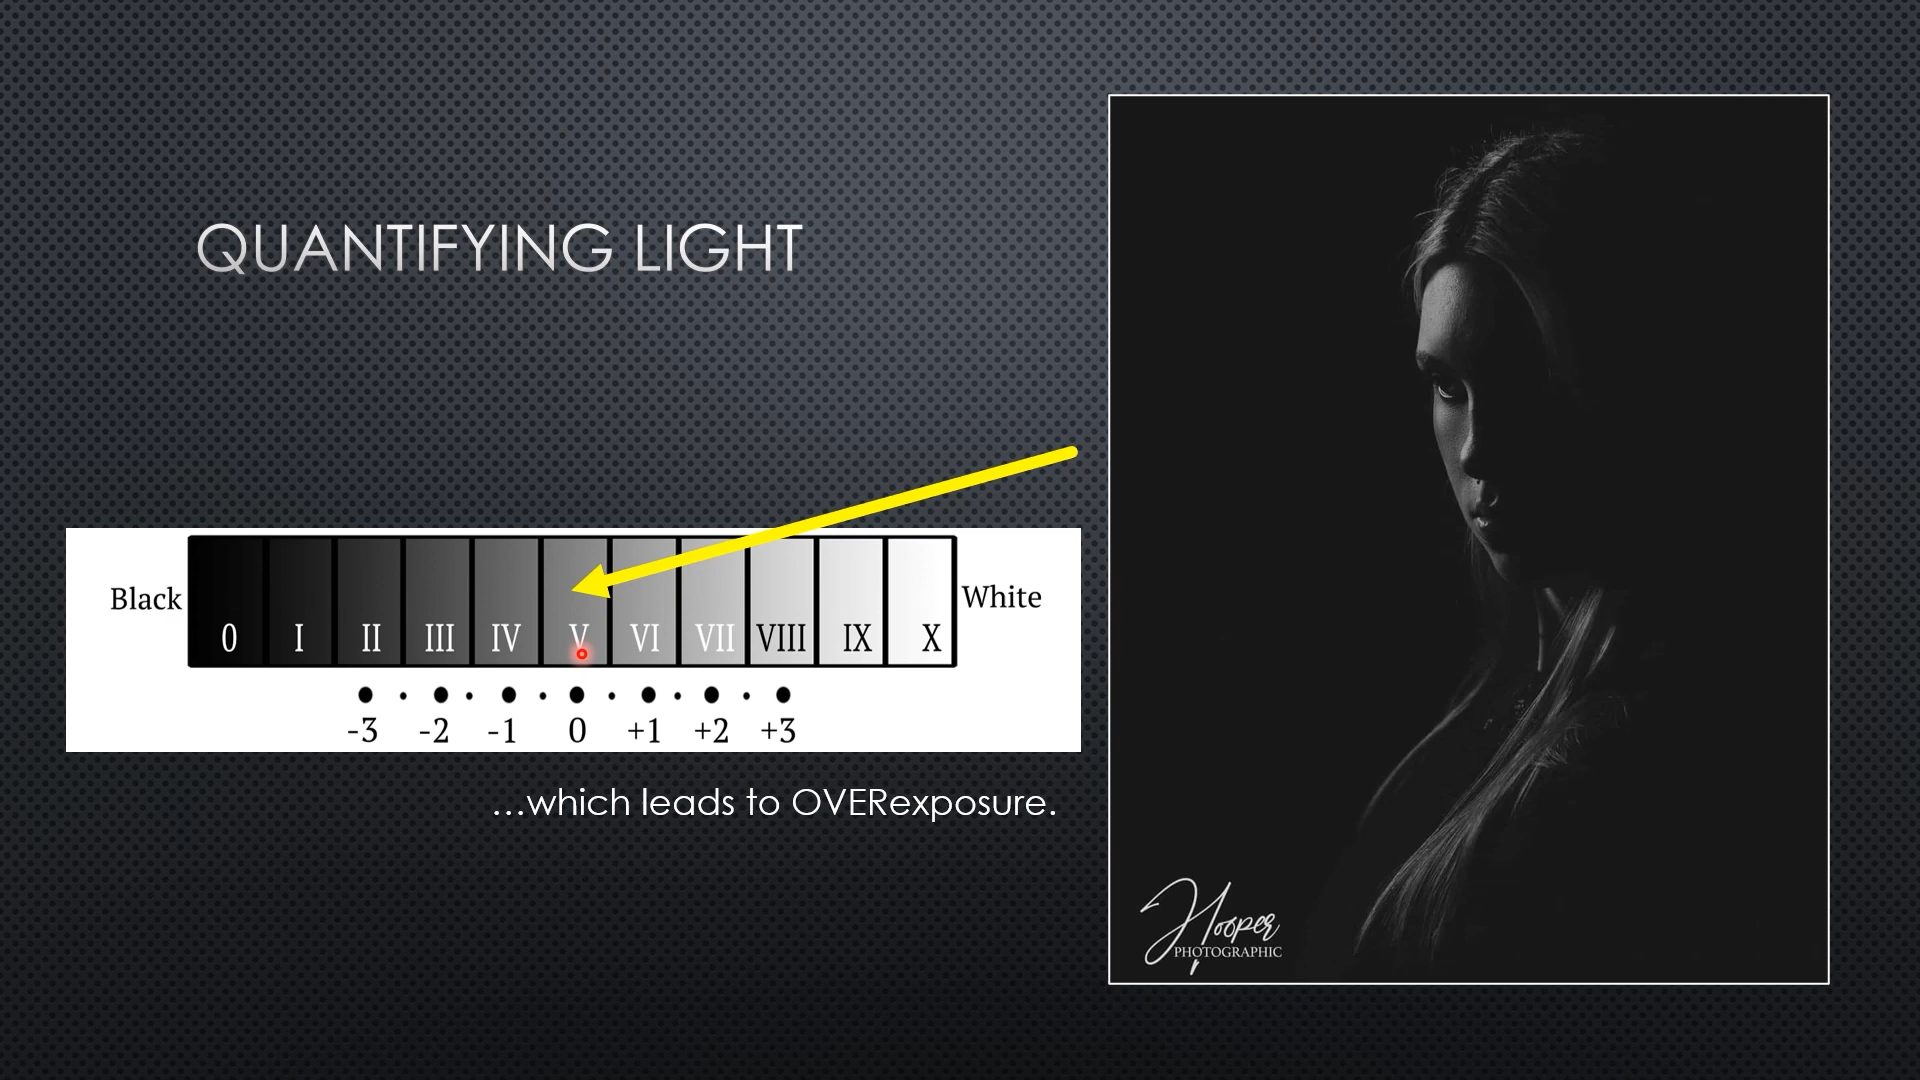 QUANTIFYING LIGHT
Black 0 I II III IV V VI VII VIII IX X White
-3 -2 -1 0 +1 +2 +3
...which leads to OVERexposure.
Hooper
PHOTOGRAPHIC